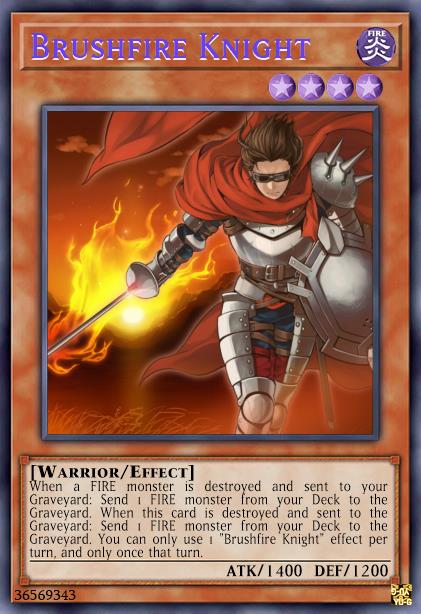 Brushfire Knight
FIRE
炎
[Warrior/Effect]
When a FIRE monster is destroyed and sent to your
Graveyard: Send 1 FIRE monster from your Deck to the
Graveyard. When this card is destroyed and sent to the
Graveyard: Send 1 FIRE monster from your Deck to the
Graveyard. You can only use 1 "Brushfire Knight" effect per
turn, and only once that turn.
ATK/1400 DEF/1200
36569343